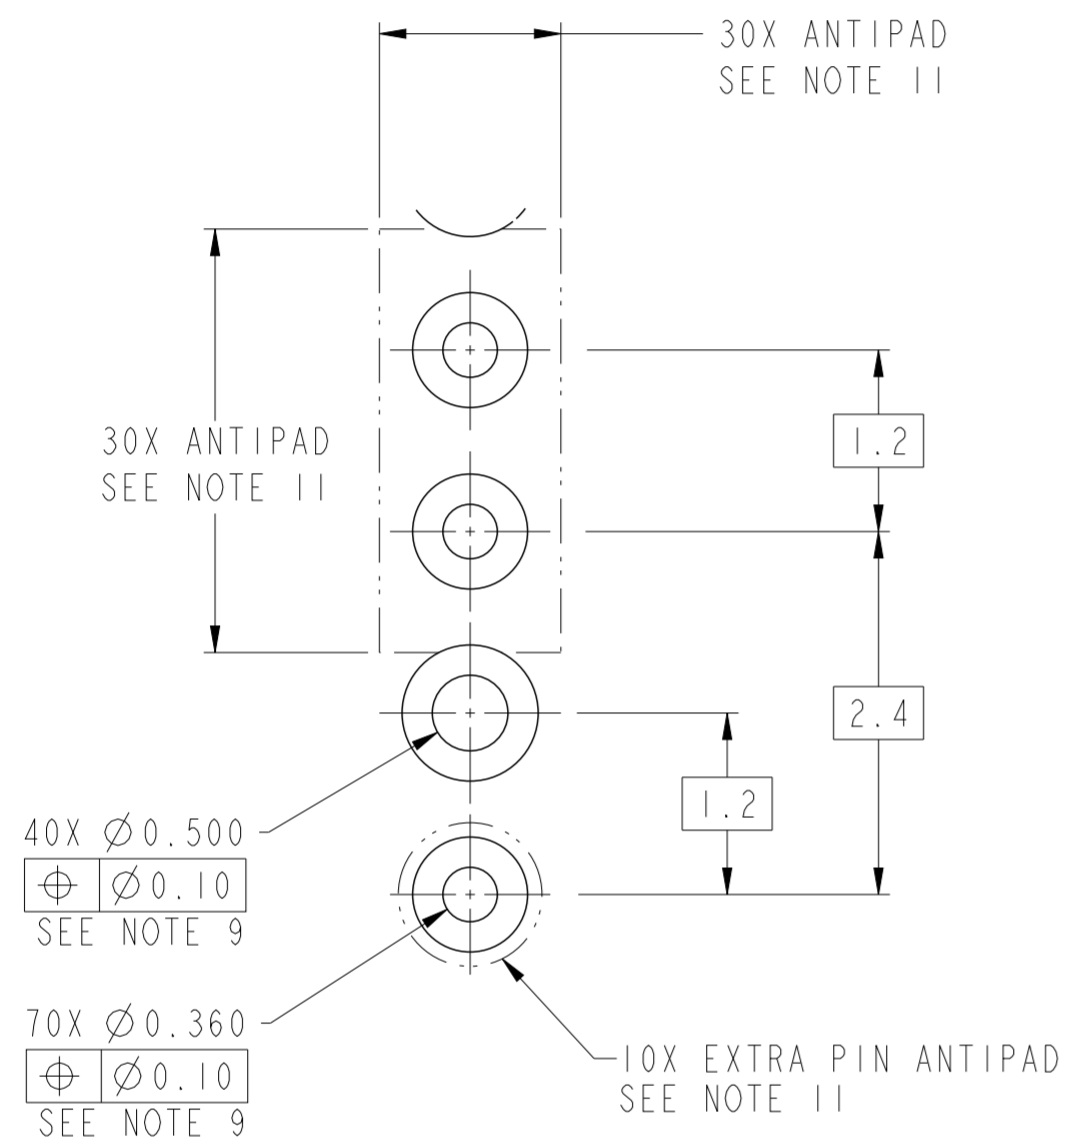 30X ANTIPAD
SEE NOTE 11
30X ANTIPAD
SEE NOTE 11
1.2
2.4
1.2
40X Ø0.500
⌖ Ø0.10
SEE NOTE 9
70X Ø0.360
⌖ Ø0.10
SEE NOTE 9
10X EXTRA PIN ANTIPAD
SEE NOTE 11